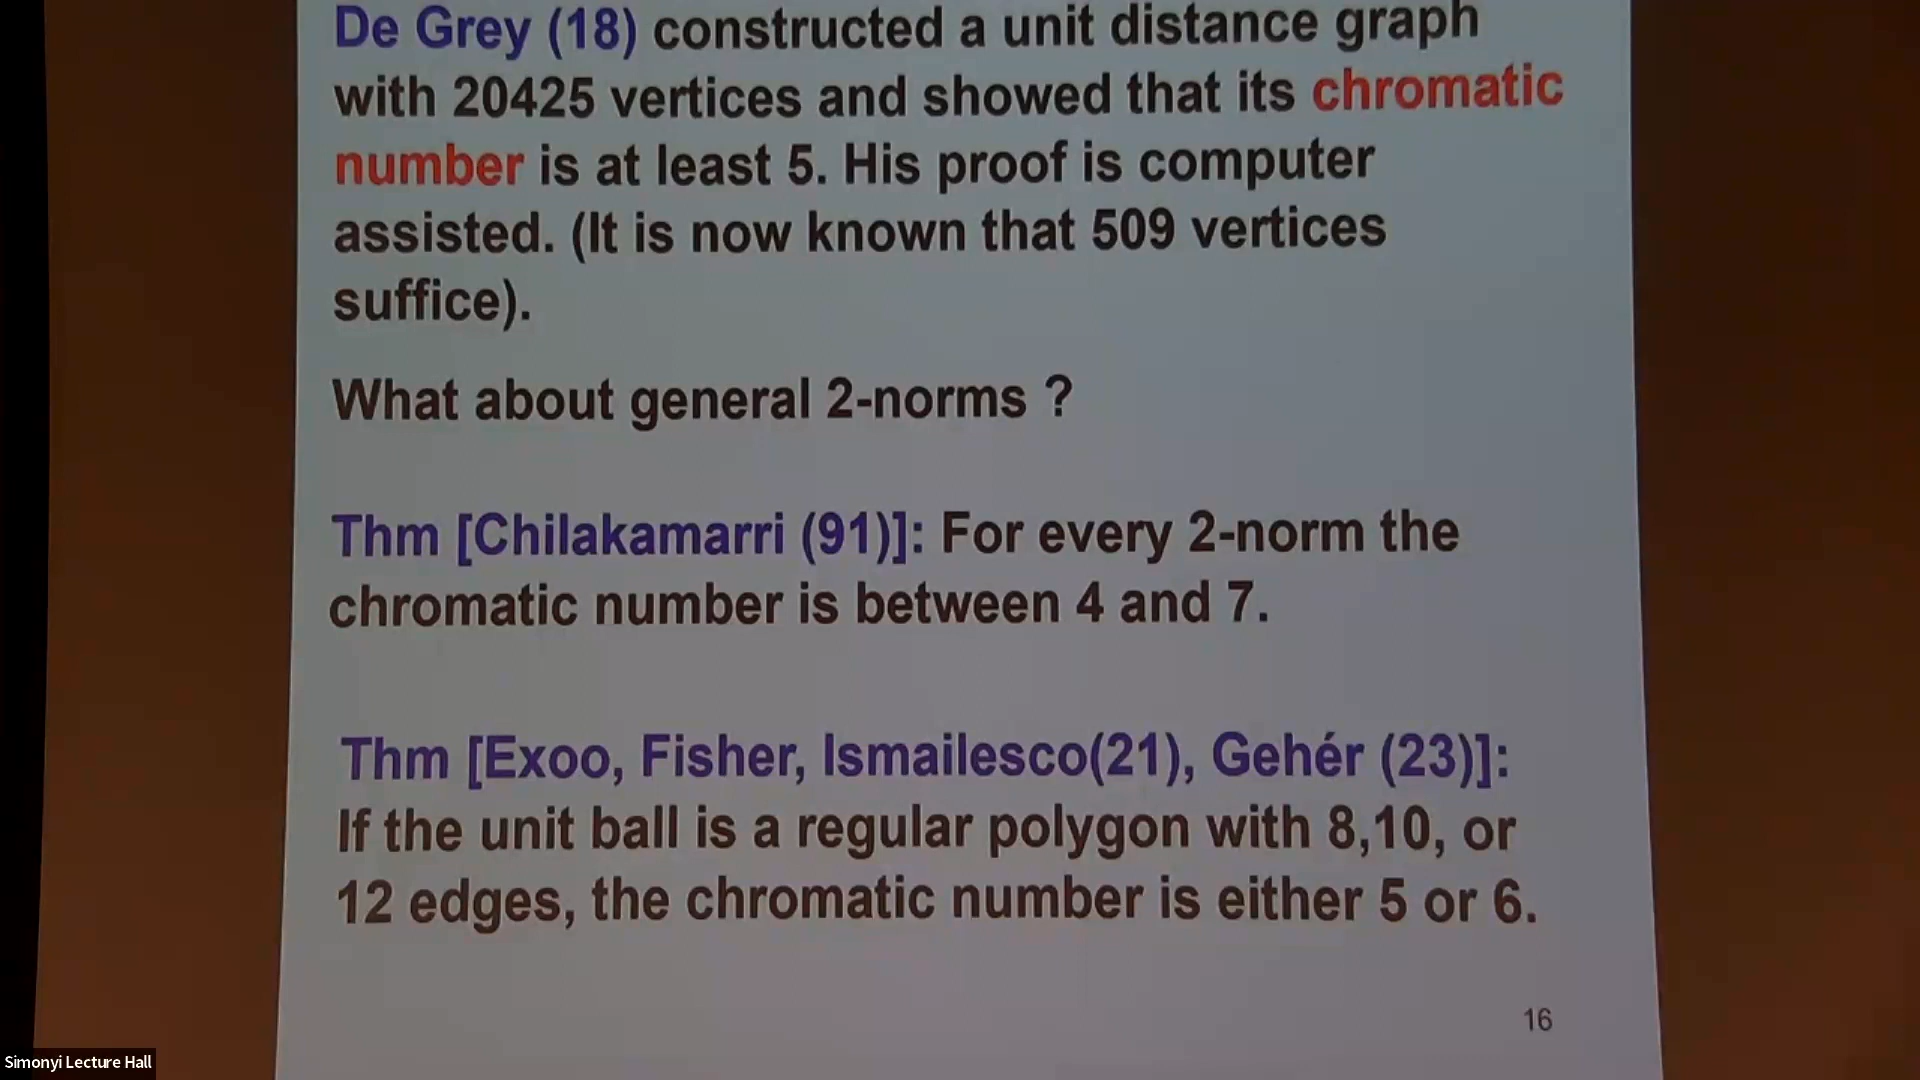 De Grey (18) constructed a unit distance graph
with 20425 vertices and showed that its chromatic
number is at least 5. His proof is computer
assisted. (It is now known that 509 vertices
suffice).
What about general 2-norms ?
Thm [Chilakamarri (91)]: For every 2-norm the
chromatic number is between 4 and 7.
Thm [Exoo, Fisher, Ismailesco(21), Gehér (23)]:
If the unit ball is a regular polygon with 8,10, or
12 edges, the chromatic number is either 5 or 6.
16
Simonyi Lecture Hall